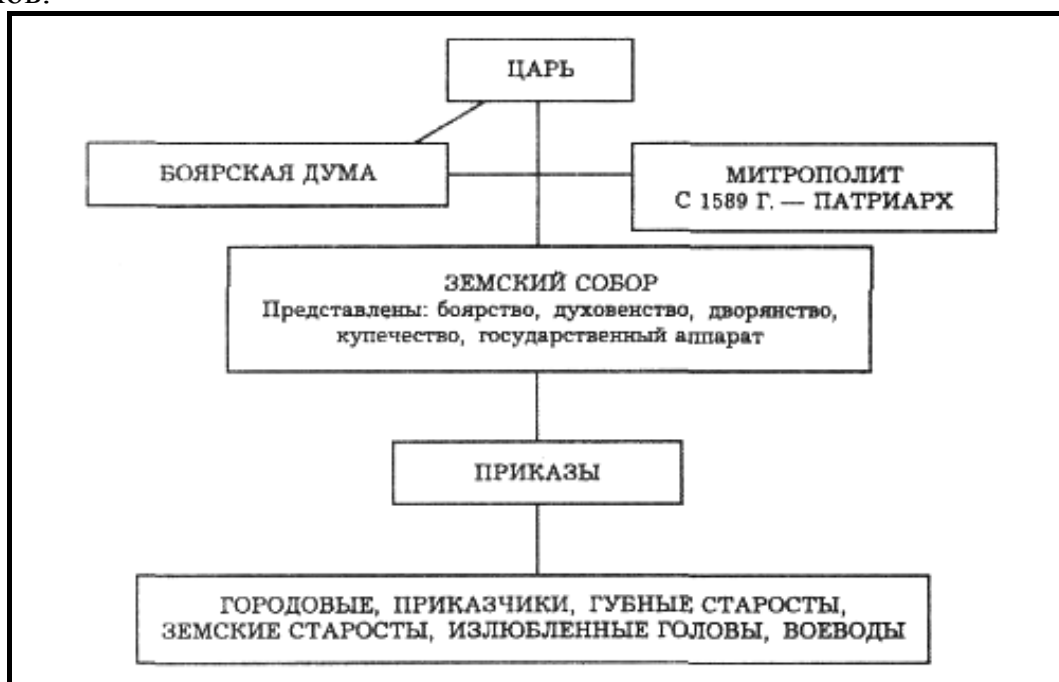 ЦАРЬ
БОЯРСКАЯ ДУМА
МИТРОПОЛИТ
С 1589 Г. — ПАТРИАРХ
ЗЕМСКИЙ СОБОР
Представлены: боярство, духовенство, дворянство,
купечество, государственный аппарат
ПРИКАЗЫ
ГОРОДОВЫЕ, ПРИКАЗЧИКИ, ГУБНЫЕ СТАРОСТЫ,
ЗЕМСКИЕ СТАРОСТЫ, ИЗЛЮБЛЕННЫЕ ГОЛОВЫ, ВОЕВОДЫ